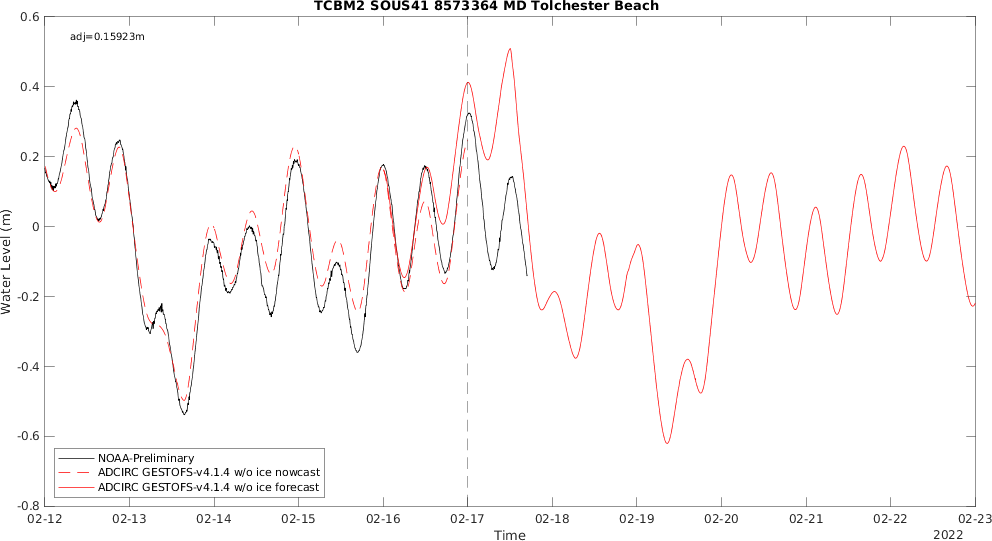 TCBM2 SOUS41 8573364 MD Tolchester Beach
adj=0.15923m
0.6
0.4
0.2
0
-0.2
-0.4
-0.6
-0.8
Water Level (m)
NOAA-Preliminary
ADCIRC GESTOFS-v4.1.4 w/o ice nowcast
ADCIRC GESTOFS-v4.1.4 w/o ice forecast
02-12 02-13 02-14 02-15 02-16 02-17 02-18 02-19 02-20 02-21 02-22 02-23
Time
2022